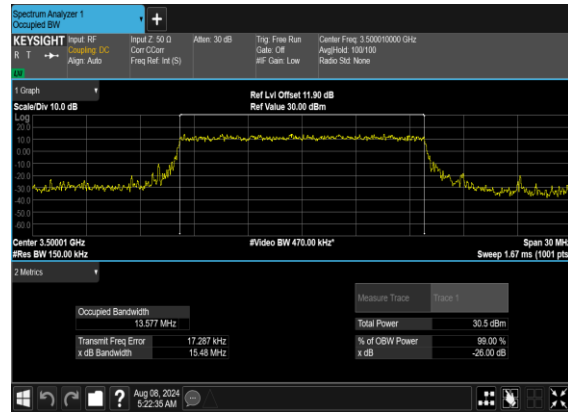 Spectrum Analyzer 1
Occupied BW
+
KEYSIGHT
R T
Input: RF
Coupling: DC
Align: Auto
Input Z: 50 Ω
Corr CCorr
Freq Ref: Int (S)
Atten: 30 dB
Trig: Free Run
Gate: Off
#IF Gain: Low
Center Freq: 3.500010000 GHz
Avg|Hold: 100/100
Radio Std: None
1 Graph
Scale/Div 10.0 dB
Ref Lvl Offset 11.90 dB
Ref Value 30.00 dBm
Log
20.0
10.0
0.00
-10.0
-20.0
-30.0
-40.0
-50.0
-60.0
Center 3.50001 GHz
#Res BW 150.00 kHz
#Video BW 470.00 kHz*
Span 30 MHz
Sweep 1.67 ms (1001 pts)
2 Metrics
Measure Trace Trace 1
Occupied Bandwidth
13.577 MHz
Total Power 30.5 dBm
Transmit Freq Error 17.287 kHz
% of OBW Power 99.00 %
x dB Bandwidth 15.48 MHz
x dB -26.00 dB
?
Aug 08, 2024
5:22:35 AM